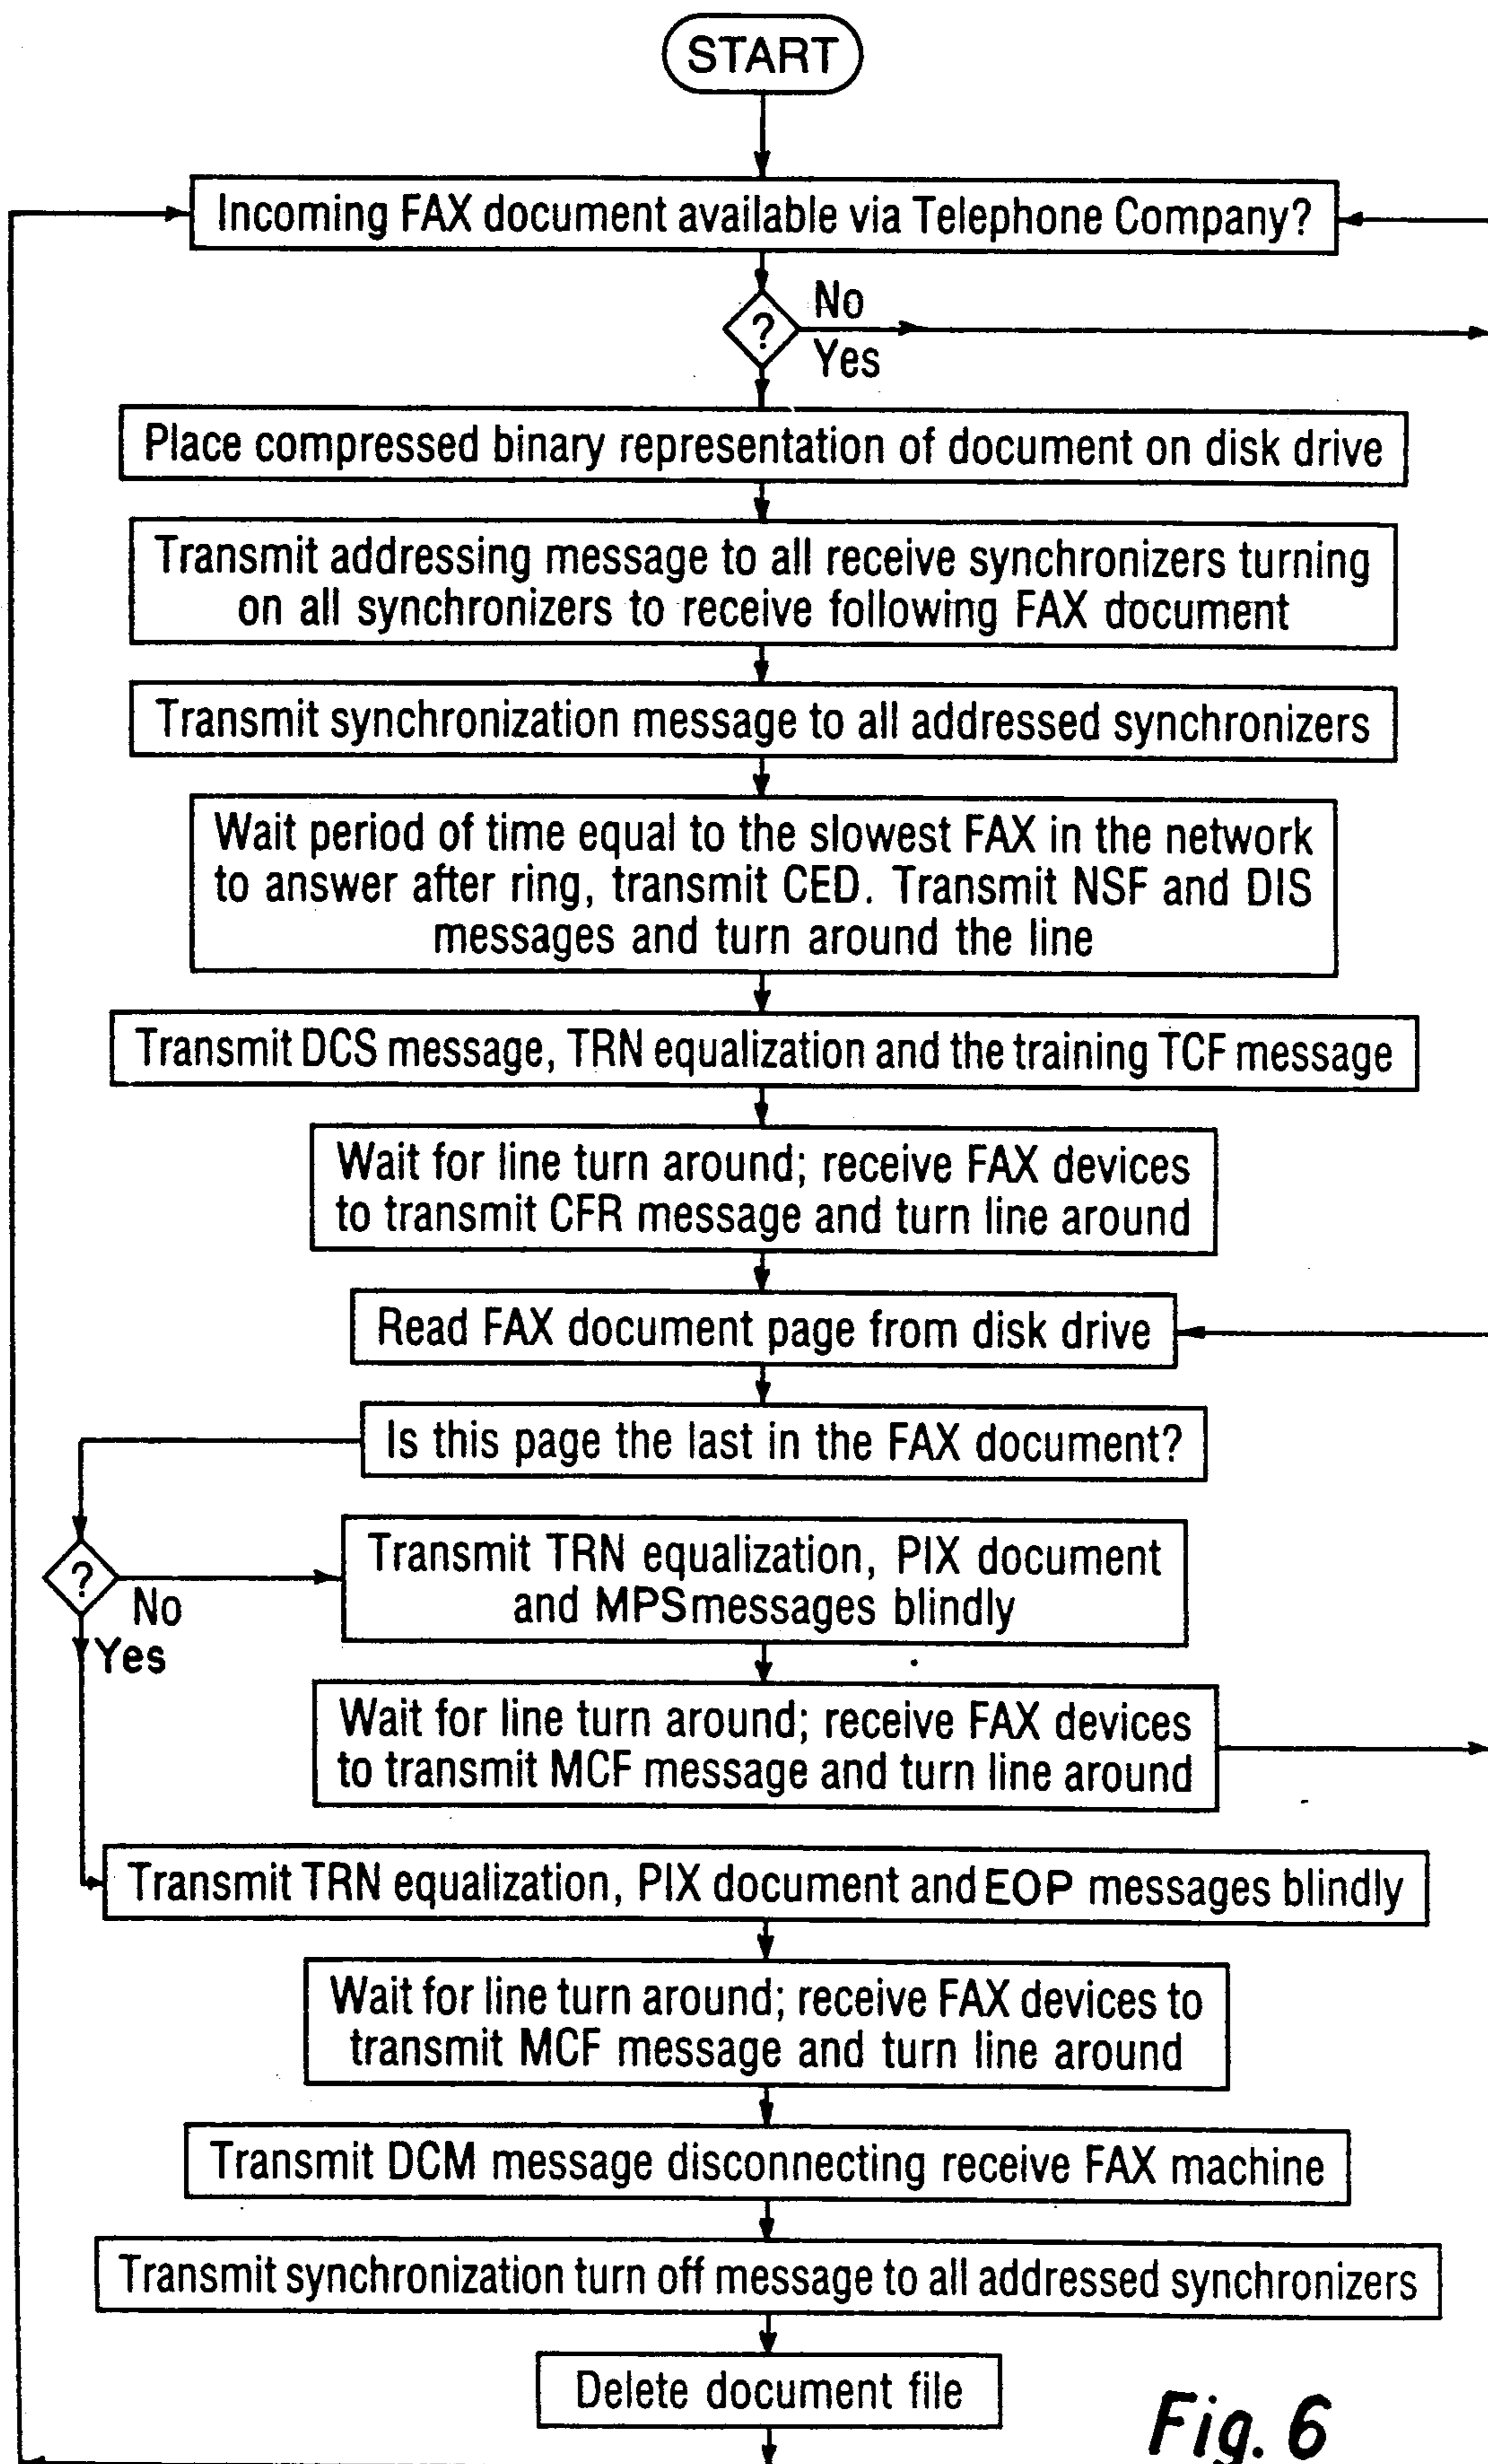 START
Incoming FAX document available via Telephone Company?
No
?
Yes
Place compressed binary representation of document on disk drive
Transmit addressing message to all receive synchronizers turning
on all synchronizers to receive following FAX document
Transmit synchronization message to all addressed synchronizers
Wait period of time equal to the slowest FAX in the network
to answer after ring, transmit CED. Transmit NSF and DIS
messages and turn around the line
Transmit DCS message, TRN equalization and the training TCF message
Wait for line turn around; receive FAX devices
to transmit CFR message and turn line around
Read FAX document page from disk drive
Is this page the last in the FAX document?
?
No
Yes
Transmit TRN equalization, PIX document
and MPS messages blindly
Wait for line turn around; receive FAX devices
to transmit MCF message and turn line around
Transmit TRN equalization, PIX document and EOP messages blindly
Wait for line turn around; receive FAX devices to
transmit MCF message and turn line around
Transmit DCM message disconnecting receive FAX machine
Transmit synchronization turn off message to all addressed synchronizers
Delete document file
Fig. 6